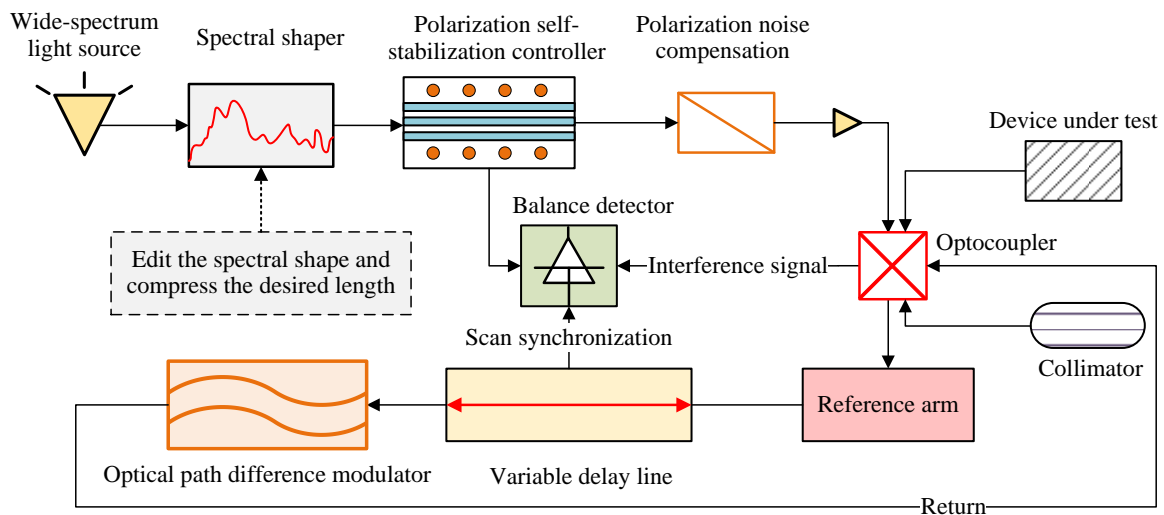 Wide-spectrum
light source
Spectral shaper
Polarization self-
stabilization controller
Polarization noise
compensation
Device under test
Balance detector
Optocoupler
Edit the spectral shape and
compress the desired length
Interference signal
Scan synchronization
Collimator
Reference arm
Optical path difference modulator
Variable delay line
Return